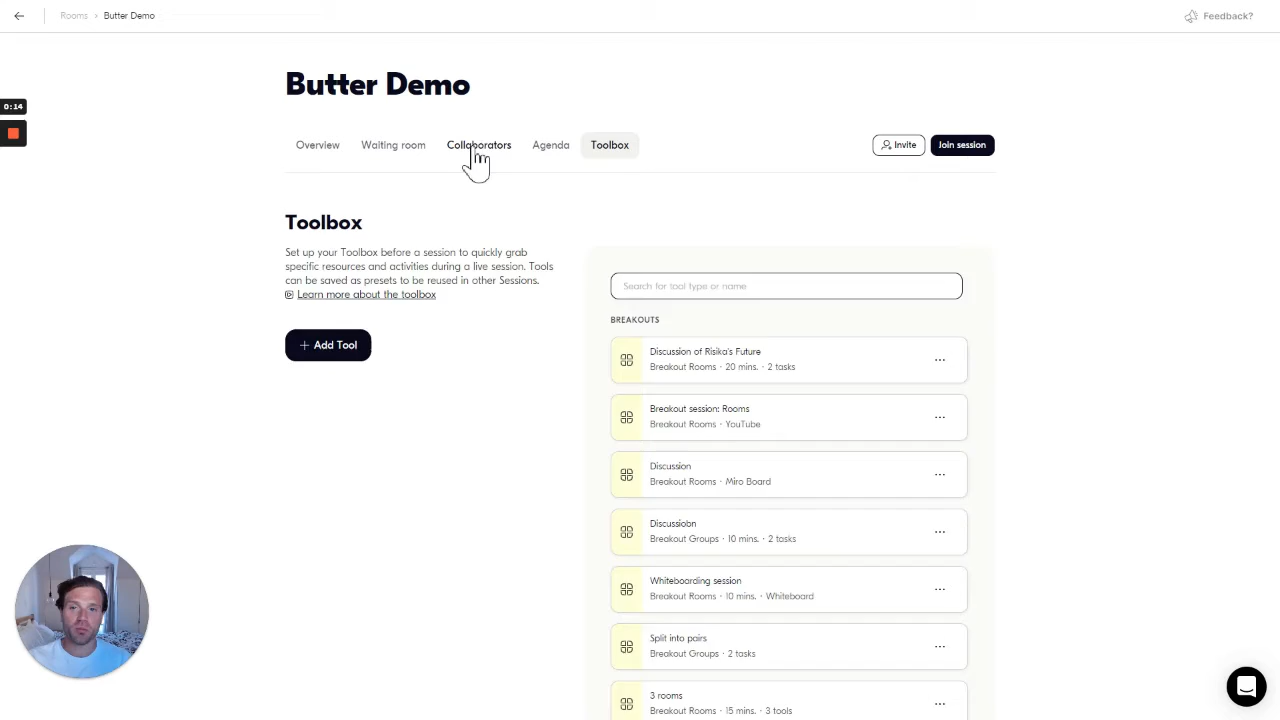 Rooms > Butter Demo
Feedback?
0:14
Butter Demo
Overview
Waiting room
Collaborators
Agenda
Toolbox
Invite
Join session
Toolbox
Set up your Toolbox before a session to quickly grab
specific resources and activities during a live session. Tools
can be saved as presets to be reused in other Sessions.
Learn more about the toolbox
+ Add Tool
Search for tool type or name
BREAKOUTS
Discussion of Risika's Future
Breakout Rooms · 20 mins. · 2 tasks
Breakout session: Rooms
Breakout Rooms · YouTube
Discussion
Breakout Rooms · Miro Board
Discussiobn
Breakout Groups · 10 mins. · 2 tasks
Whiteboarding session
Breakout Rooms · 10 mins. · Whiteboard
Split into pairs
Breakout Groups · 2 tasks
3 rooms
Breakout Rooms · 15 mins. · 3 tools